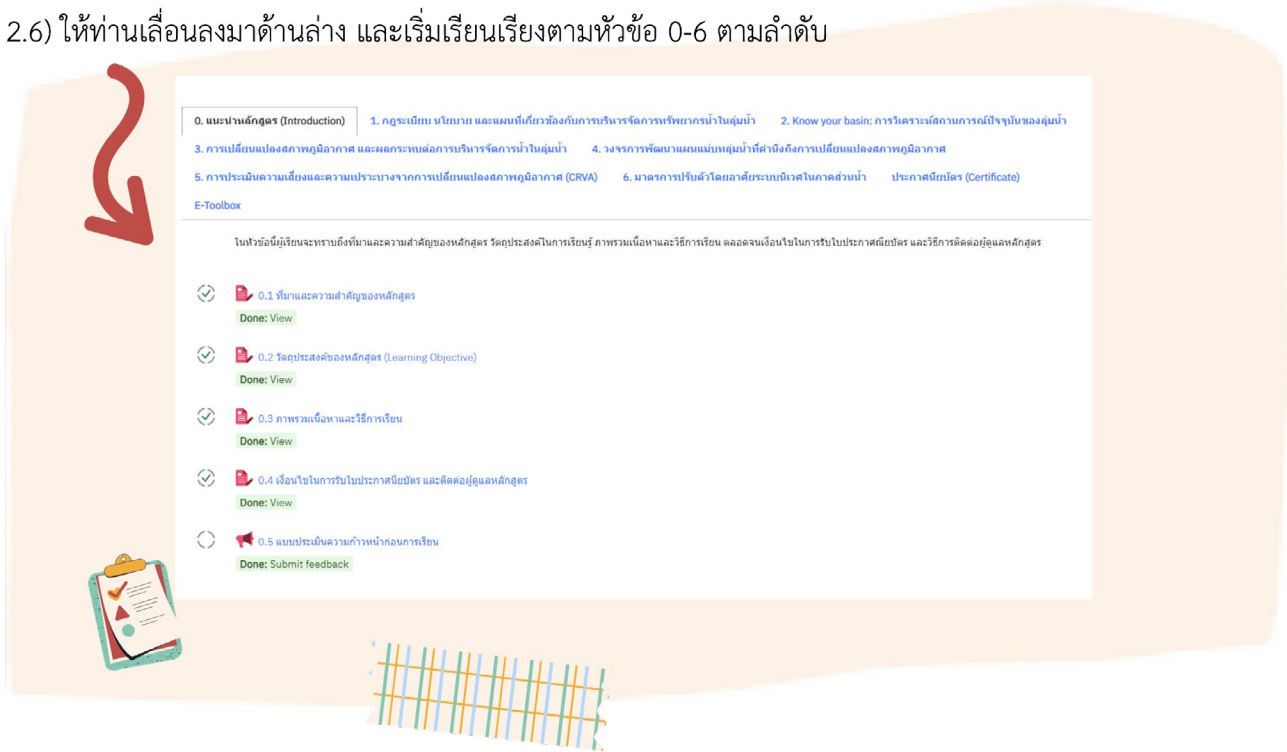 2.6) ให้ท่านเลื่อนลงมาด้านล่าง และเริ่มเรียนเรียงตามหัวข้อ 0-6 ตามลำดับ
0. แนะนำหลักสูตร (Introduction) 1. กฎระเบียบ นโยบาย และแผนที่เกี่ยวข้องกับการบริหารจัดการทรัพยากรน้ำในลุ่มน้ำ 2. Know your basin: การวิเคราะห์สถานการณ์ปัจจุบันของลุ่มน้ำ
3. การเปลี่ยนแปลงสภาพภูมิอากาศ และผลกระทบต่อการบริหารจัดการน้ำในลุ่มน้ำ 4. วงจรการพัฒนาแผนแม่บทลุ่มน้ำที่คำนึงถึงการเปลี่ยนแปลงสภาพภูมิอากาศ
5. การประเมินความเสี่ยงและความเปราะบางจากการเปลี่ยนแปลงสภาพภูมิอากาศ (CRVA) 6. มาตรการปรับตัวโดยอาศัยระบบนิเวศในภาคส่วนน้ำ ประกาศนียบัตร (Certificate)
E-Toolbox
ในหัวข้อนี้ผู้เรียนจะทราบถึงที่มาและความสำคัญของหลักสูตร วัตถุประสงค์ในการเรียนรู้ ภาพรวมเนื้อหาและวิธีการเรียน ตลอดจนเงื่อนไขในการรับใบประกาศณียบัตร และวิธีการติดต่อผู้ดูแลหลักสูตร
0.1 ที่มาและความสำคัญของหลักสูตร
Done: View
0.2 วัตถุประสงค์ของหลักสูตร (Learning Objective)
Done: View
0.3 ภาพรวมเนื้อหาและวิธีการเรียน
Done: View
0.4 เงื่อนไขในการรับใบประกาศนียบัตร และติดต่อผู้ดูแลหลักสูตร
Done: View
0.5 แบบประเมินความก้าวหน้าก่อนการเรียน
Done: Submit feedback